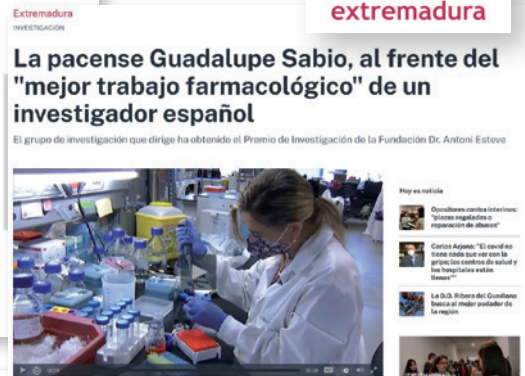 Extremadura
extremadura
INVESTIGACIÓN
La pacense Guadalupe Sabio, al frente del
"mejor trabajo farmacológico" de un
investigador español
El grupo de investigación que dirige ha obtenido el Premio de Investigación de la Fundación Dr. Antoni Esteve
Hoy es noticia
Opositores contra interinos:
"plazas regaladas o
reparación de abusos"
Carlos Arjona: "El covid no
tiene nada que ver con la
gripe; los centros de salud y
los hospitales están
llenos"
La D.O. Ribera del Guadiana
busca al mejor podador de
la región